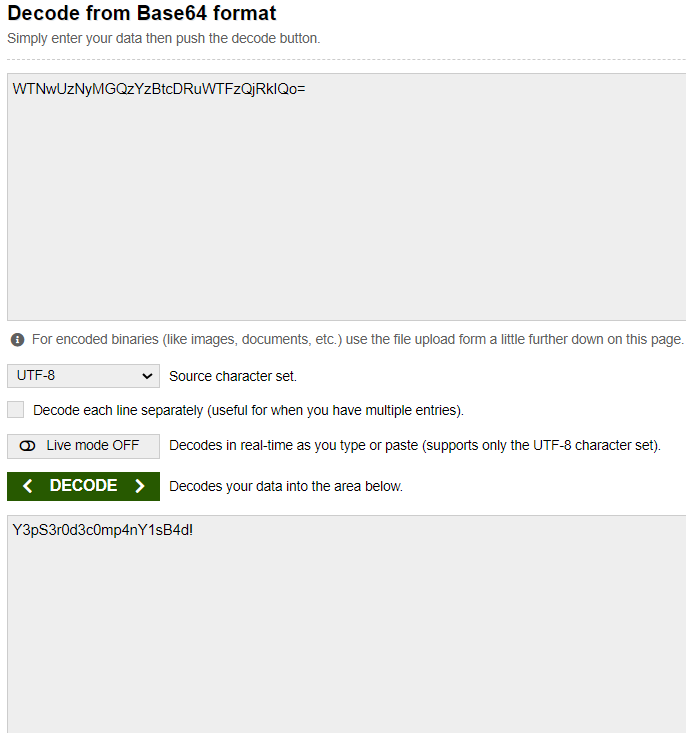 Decode from Base64 format
Simply enter your data then push the decode button.
WTNwUzNyMGQzYzBtcDRuWTFzQjRkIQo=
For encoded binaries (like images, documents, etc.) use the file upload form a little further down on this page.
UTF-8 Source character set.
Decode each line separately (useful for when you have multiple entries).
Live mode OFF Decodes in real-time as you type or paste (supports only the UTF-8 character set).
< DECODE > Decodes your data into the area below.
Y3pS3r0d3c0mp4nY1sB4d!